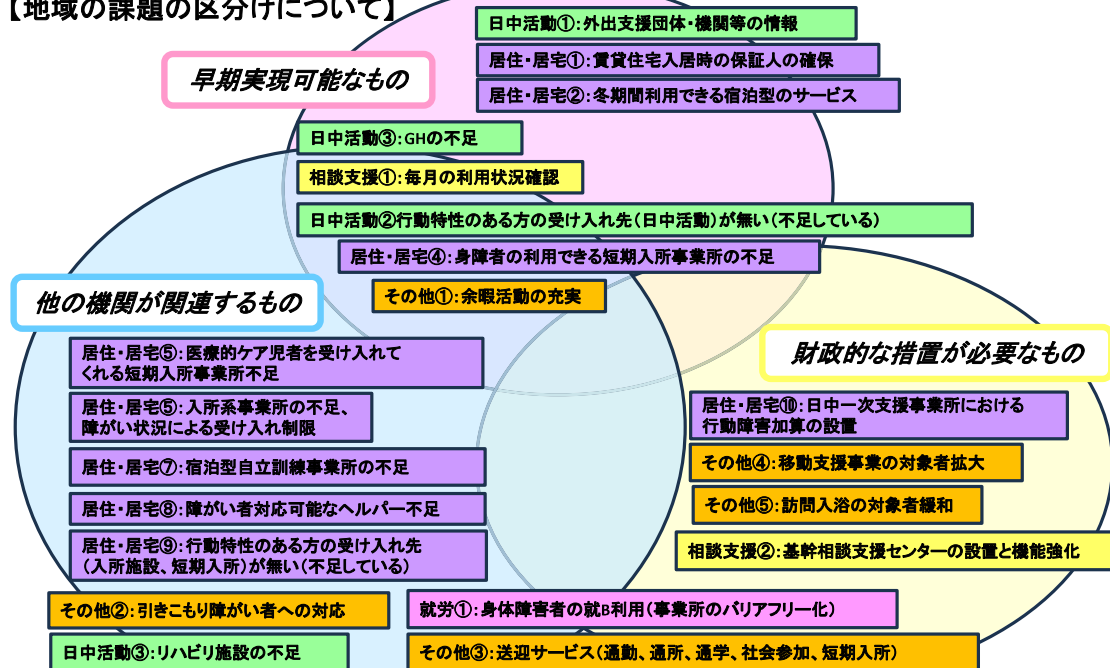 【地域の課題の区分けについて】
日中活動①:外出支援団体・機関等の情報
居住・居宅①:賃貸住宅入居時の保証人の確保
早期実現可能なもの
居住・居宅②:冬期間利用できる宿泊型のサービス
日中活動③:GHの不足
相談支援①:毎月の利用状況確認
日中活動②行動特性のある方の受け入れ先(日中活動)が無い(不足している)
居住・居宅④:身障者の利用できる短期入所事業所の不足
その他①:余暇活動の充実
他の機関が関連するもの
居住・居宅⑤:医療的ケア児者を受け入れて
くれる短期入所事業所不足
財政的な措置が必要なもの
居住・居宅⑤:入所系事業所の不足、
障がい状況による受け入れ制限
居住・居宅⑩:日中一次支援事業所における
行動障害加算の設置
居住・居宅⑦:宿泊型自立訓練事業所の不足
その他④:移動支援事業の対象者拡大
居住・居宅⑧:障がい者対応可能なヘルパー不足
その他⑤:訪問入浴の対象者緩和
居住・居宅⑨:行動特性のある方の受け入れ先
(入所施設、短期入所)が無い(不足している)
相談支援②:基幹相談支援センターの設置と機能強化
その他②:引きこもり障がい者への対応
就労①:身体障害者の就B利用(事業所のバリアフリー化)
日中活動③:リハビリ施設の不足
その他③:送迎サービス(通勤、通所、通学、社会参加、短期入所)